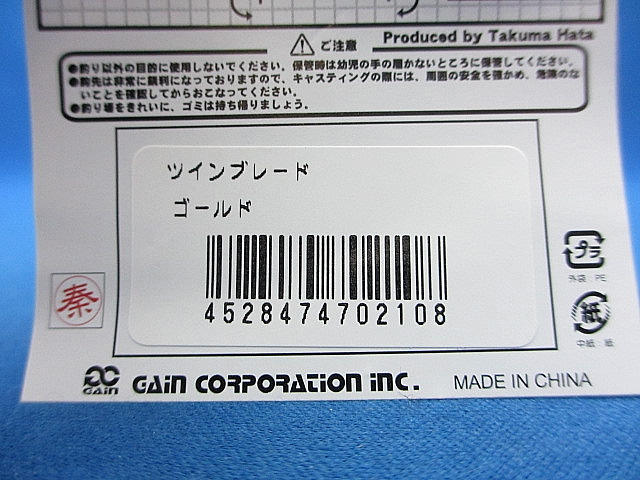 Produced by Takuma Hata
ご注意
●釣り以外の目的に使用しないでください。保管時は幼児の手の届かないところに保管してください。
●鈎先は非常に鋭利になっておりますので、キャスティングの際には、周囲の安全を確かめ、危険のな
いことを確認してからおこなってください。
●釣り場をきれいに、ゴミは持ち帰りましょう。
ツインブレード
ゴールド
4528474702108
プラ
外袋：PE
秦
紙
中紙：紙
GAIN
GAIN CORPORATION INC.
MADE IN CHINA